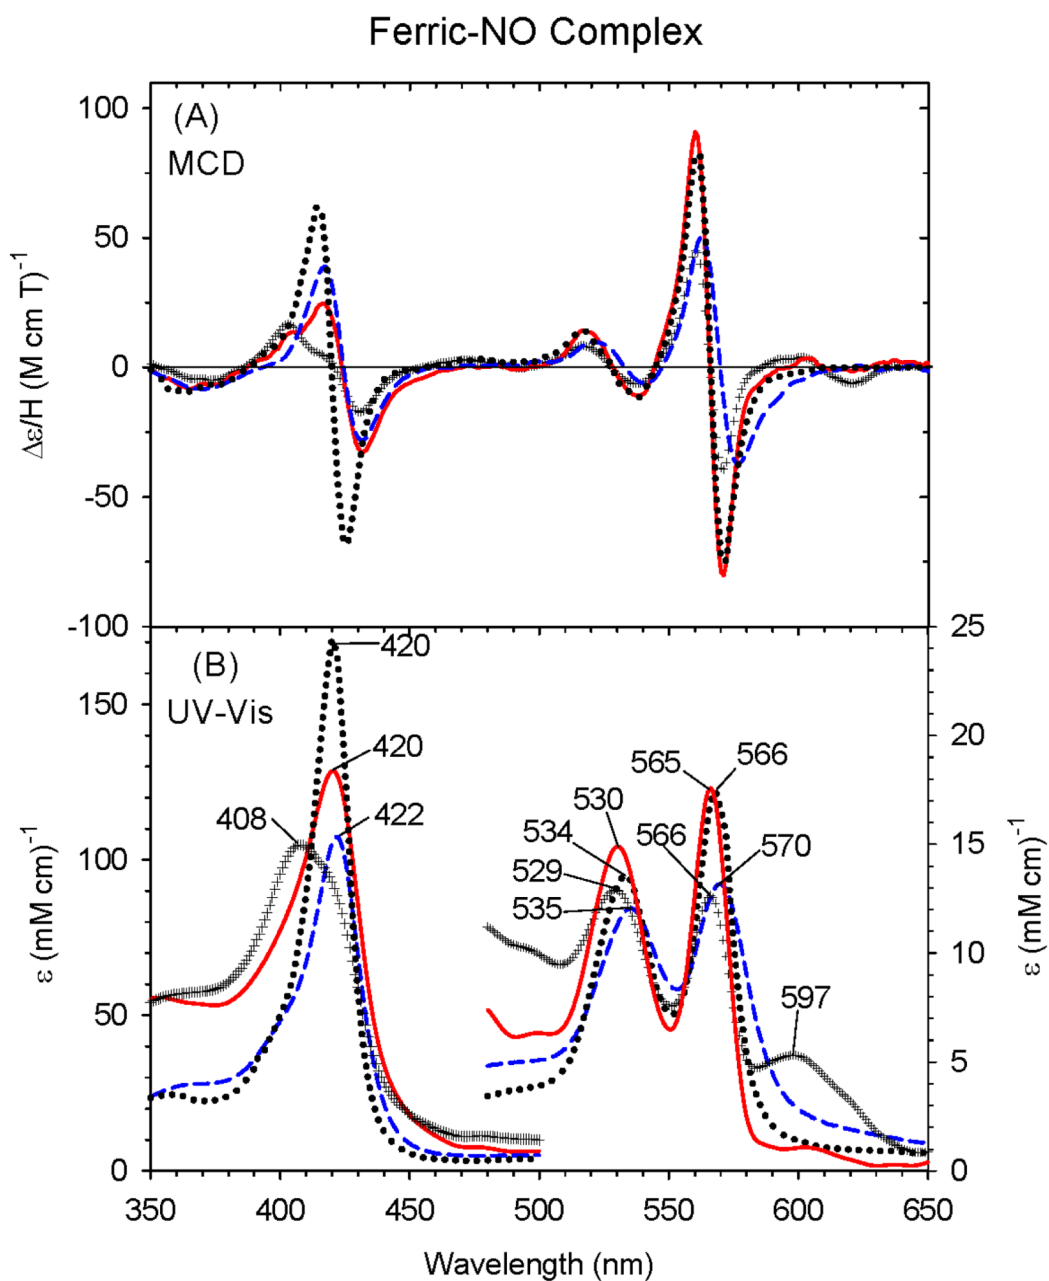 Ferric-NO Complex
(A)
MCD
100
50
0
-50
-100
Δε/H (M cm T)⁻¹
(B)
UV-Vis
150
100
50
0
ε (mM cm)⁻¹
25
20
15
10
5
0
ε (mM cm)⁻¹
420
420
408
422
565
566
530
534
566
570
529
535
597
350 400 450 500 550 600 650
Wavelength (nm)